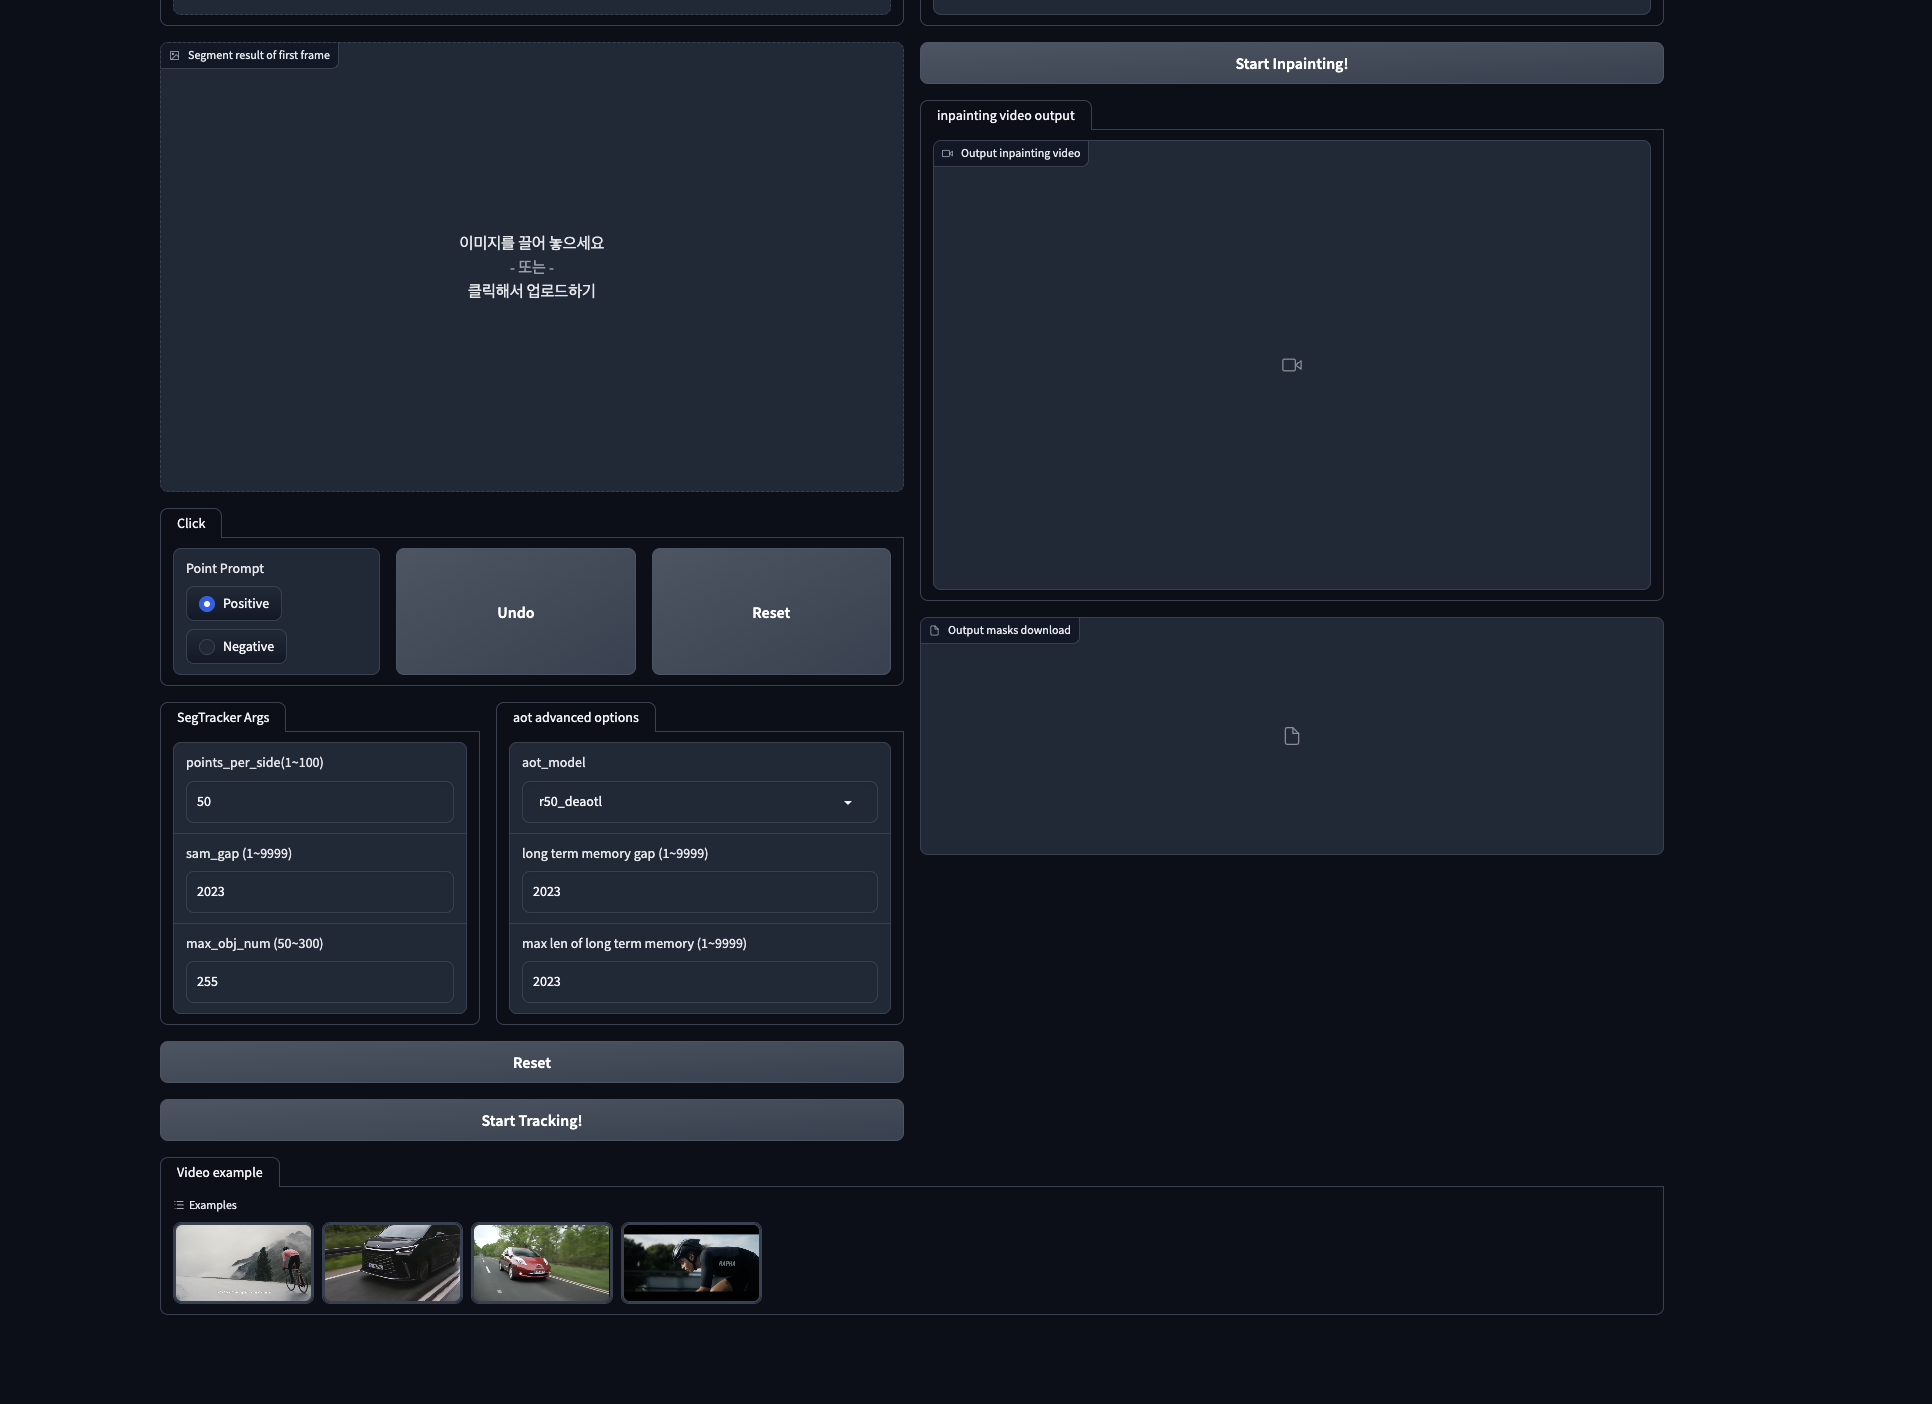 Segment result of first frame
이미지를 끌어 놓으세요
- 또는 -
클릭해서 업로드하기
Click
Point Prompt
Positive
Negative
Undo
Reset
SegTracker Args
points_per_side(1~100)
50
sam_gap (1~9999)
2023
max_obj_num (50~300)
255
aot advanced options
aot_model
r50_deaotl
long term memory gap (1~9999)
2023
max len of long term memory (1~9999)
2023
Reset
Start Tracking!
Start Inpainting!
inpainting video output
Output inpainting video
Output masks download
Video example
Examples
RAPHA